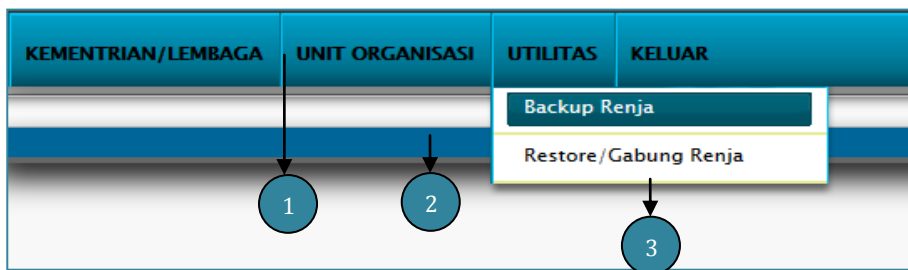 KEMENTRIAN/LEMBAGA UNIT ORGANISASI UTILITAS KELUAR
Backup Renja
Restore/Gabung Renja
1 2 3